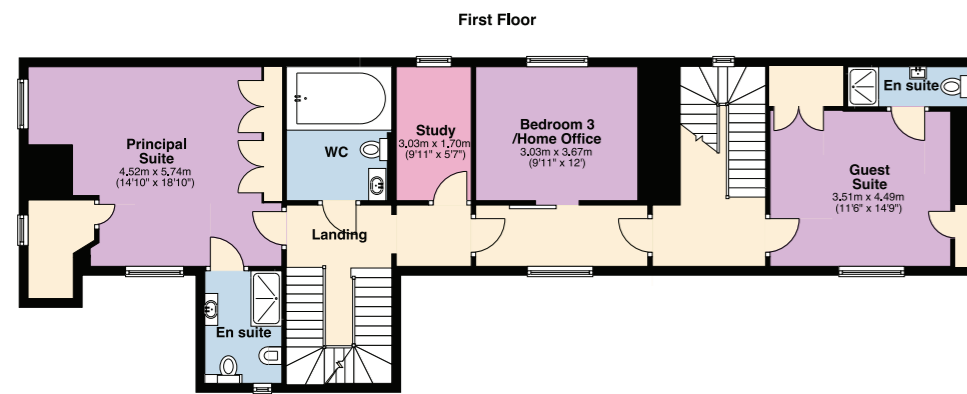 First Floor
Principal
Suite
4.52m x 5.74m
(14'10" x 18'10")
WC
Study
3.03m x 1.70m
(9'11" x 5'7")
Bedroom 3
/Home Office
3.03m x 3.67m
(9'11" x 12')
En suite
Guest
Suite
3.51m x 4.49m
(11'6" x 14'9")
Landing
En suite